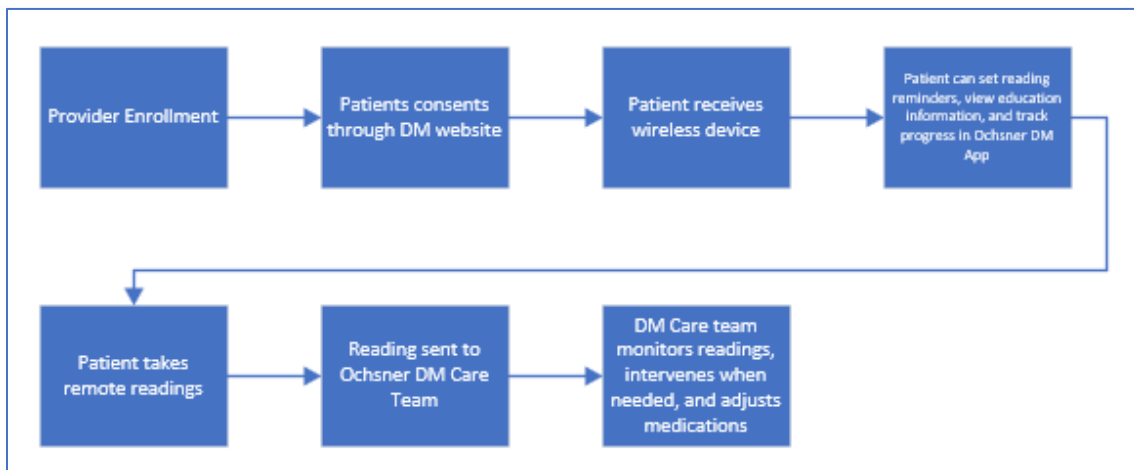 Provider Enrollment
Patients consents
through DM website
Patient receives
wireless device
Patient can set reading
reminders, view education
information, and track
progress in Ochsner DM
App
Patient takes
remote readings
Reading sent to
Ochsner DM Care
Team
DM Care team
monitors readings,
intervenes when
needed, and adjusts
medications